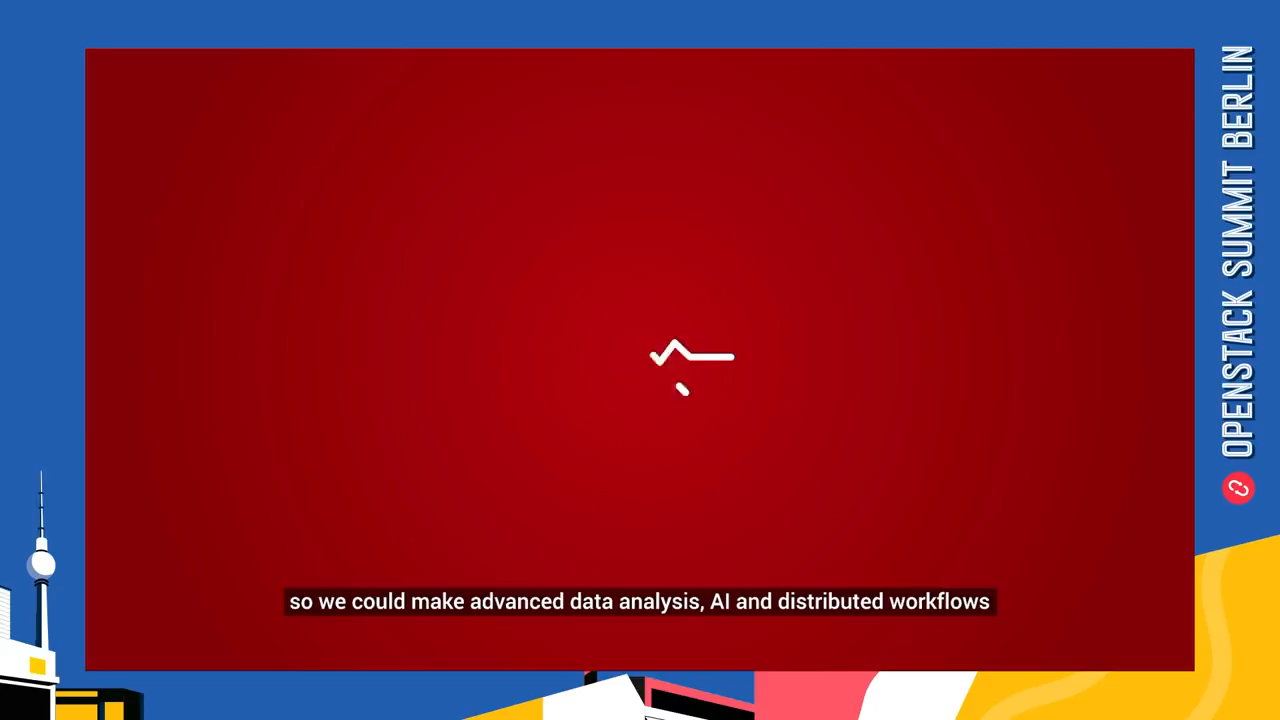 OPENSTACK SUMMIT BERLIN
so we could make advanced data analysis, AI and distributed workflows